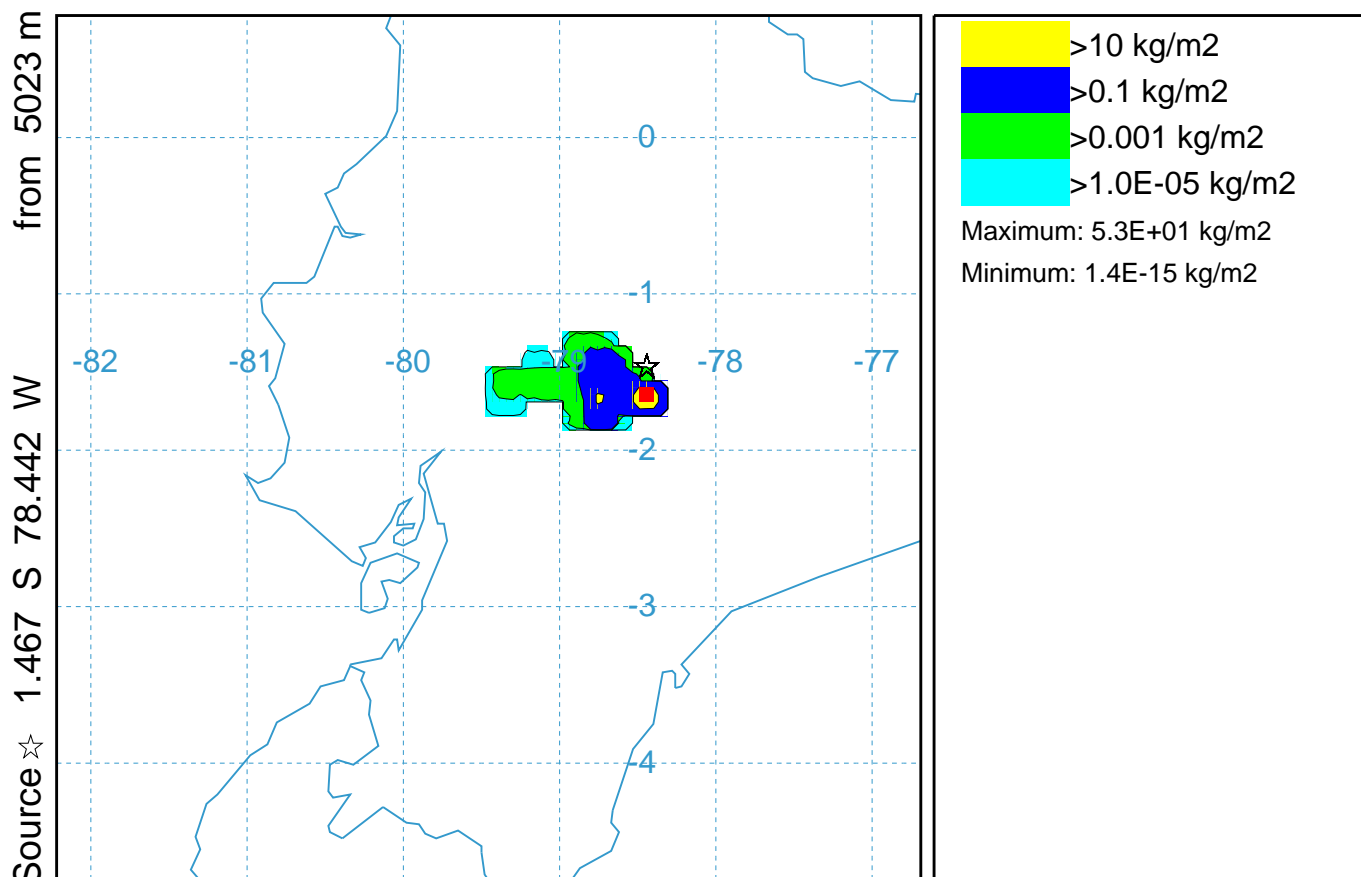 Source ☆ 1.467 S 78.442 W from 5023 m
0
-1
-82 -81 -80 -79 -78 -77
-2
-3
-4
>10 kg/m2
>0.1 kg/m2
>0.001 kg/m2
>1.0E-05 kg/m2
Maximum: 5.3E+01 kg/m2
Minimum: 1.4E-15 kg/m2